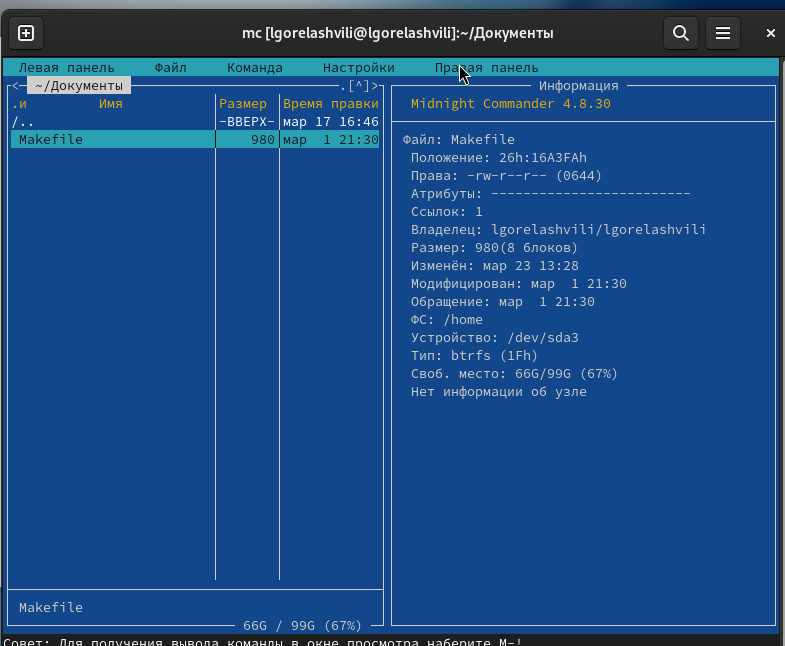 mc [lgorelashvili@lgorelashvili]:~/Документы
Левая панель Файл Команда Настройки Правая панель
<— ~/Документы .[^]>
.и Имя Размер Время правки
/.. -ВВЕРХ- мар 17 16:46
Makefile 980 мар 1 21:30
Makefile
66G / 99G (67%)
Информация
Midnight Commander 4.8.30
Файл: Makefile
Положение: 26h:16A3FAh
Права: -rw-r--r-- (0644)
Атрибуты: -------------------------
Ссылок: 1
Владелец: lgorelashvili/lgorelashvili
Размер: 980(8 блоков)
Изменён: мар 23 13:28
Модифицирован: мар 1 21:30
Обращение: мар 1 21:30
ФС: /home
Устройство: /dev/sda3
Тип: btrfs (1Fh)
Своб. место: 66G/99G (67%)
Нет информации об узле
Совет: Для получения вывода команды в окне просмотра наберите M-!